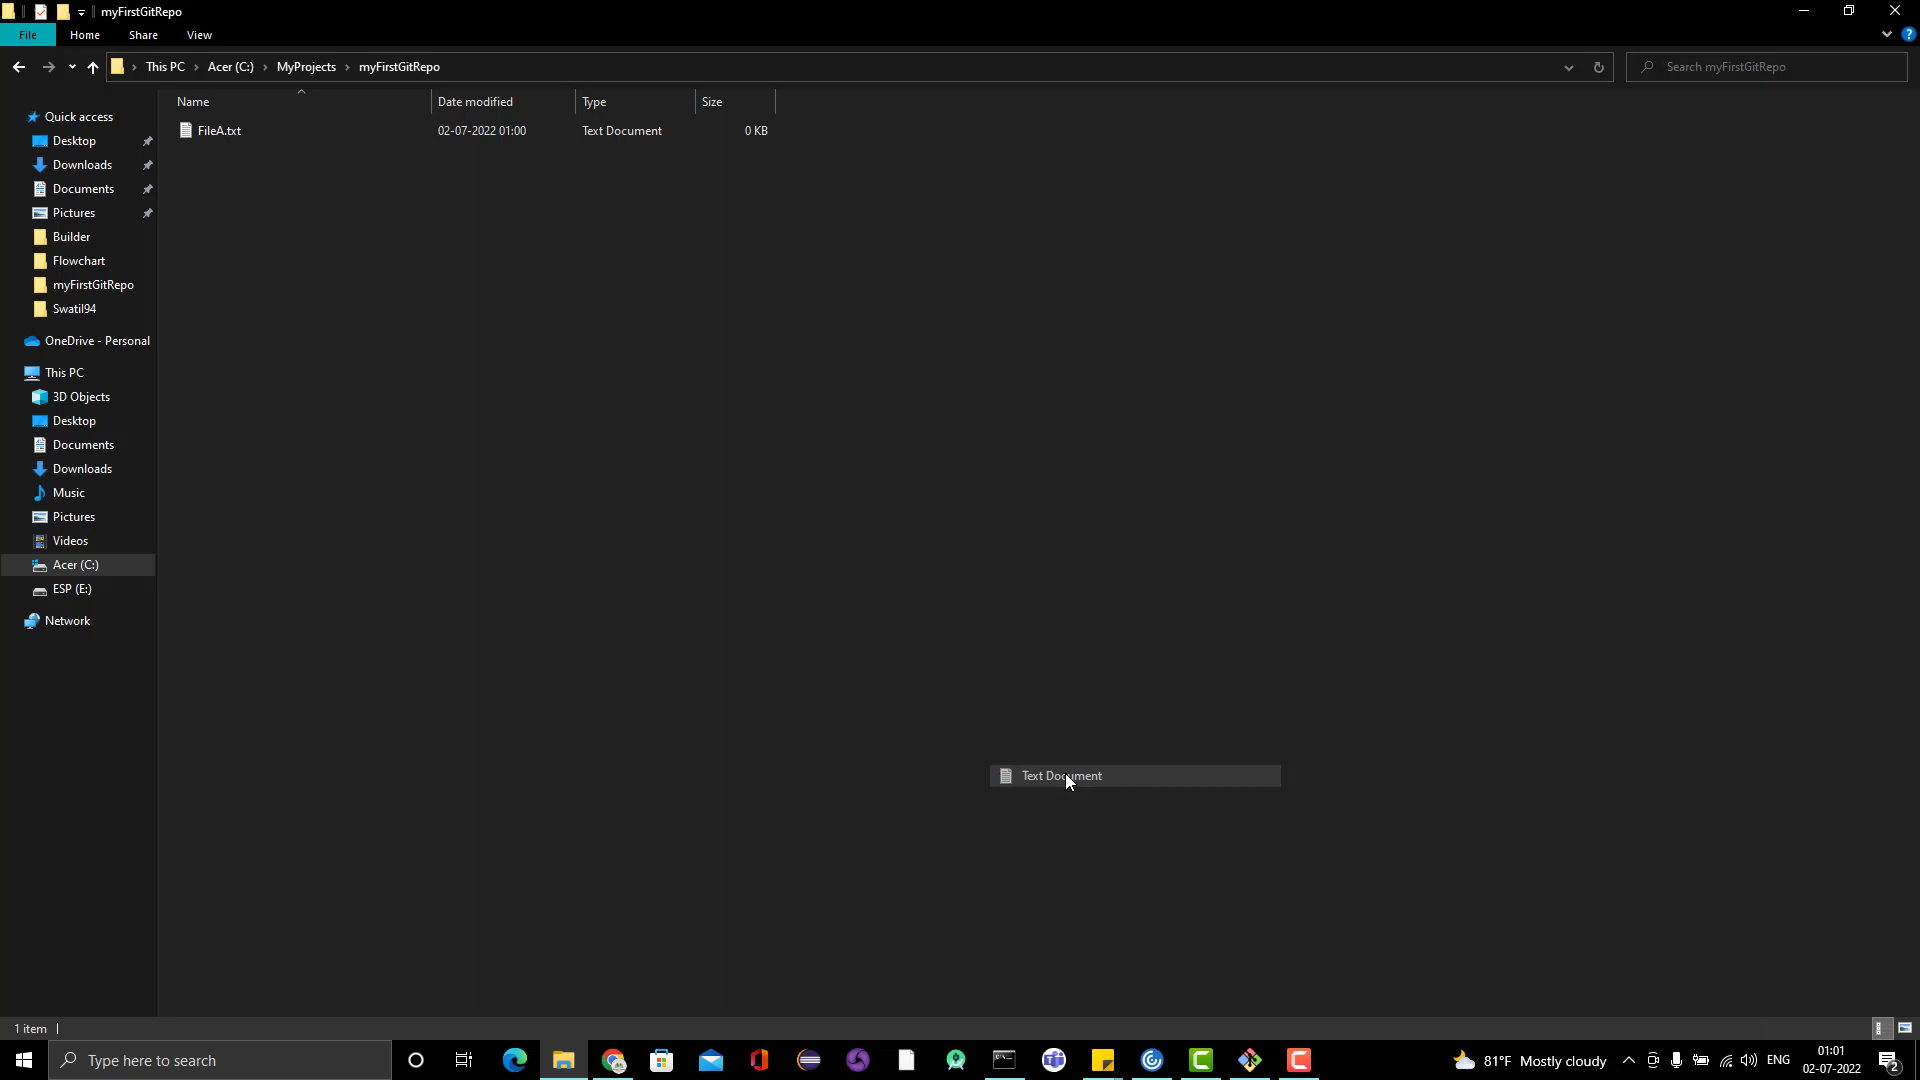 myFirstGitRepo
File Home Share View
This PC Acer (C:) MyProjects myFirstGitRepo
Search myFirstGitRepo
Name Date modified Type Size
FileA.txt 02-07-2022 01:00 Text Document 0 KB
Quick access
Desktop
Downloads
Documents
Pictures
Builder
Flowchart
myFirstGitRepo
Swatil94
OneDrive - Personal
This PC
3D Objects
Desktop
Documents
Downloads
Music
Pictures
Videos
Acer (C:)
ESP (E:)
Network
Text Document
1 item
Type here to search
81°F Mostly cloudy
ENG
01:01
02-07-2022
2